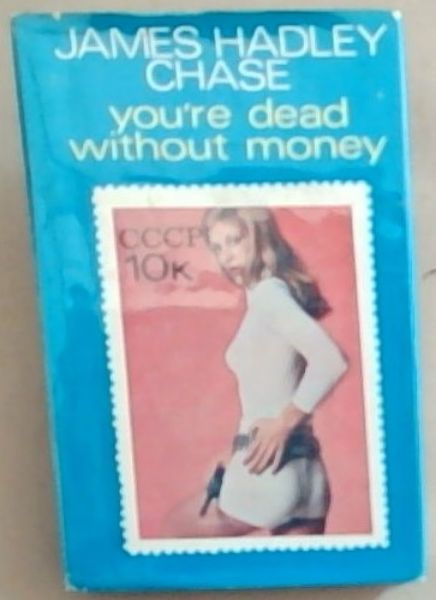 JAMES HADLEY
CHASE
you're dead
without money
CCCP
10K